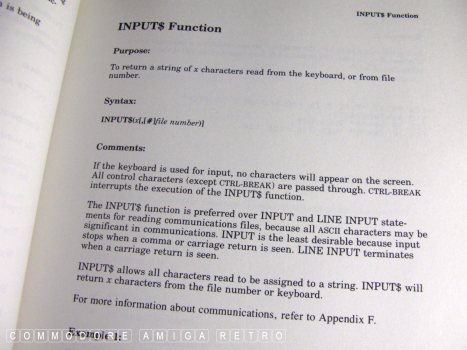 n is being
INPUT$ Function
INPUT$ Function
Purpose:
To return a string of x characters read from the keyboard, or from file
number.
Syntax:
INPUT$(x[,[#]file number)]
Comments:
If the keyboard is used for input, no characters will appear on the screen.
All control characters (except CTRL-BREAK) are passed through. CTRL-BREAK
interrupts the execution of the INPUT$ function.
The INPUT$ function is preferred over INPUT and LINE INPUT state-
ments for reading communications files, because all ASCII characters may be
significant in communications. INPUT is the least desirable because input
stops when a comma or carriage return is seen. LINE INPUT terminates
when a carriage return is seen.
INPUT$ allows all characters read to be assigned to a string. INPUT$ will
return x characters from the file number or keyboard.
For more information about communications, refer to Appendix F.
Example 1:
COMMODORE AMIGA RETRO